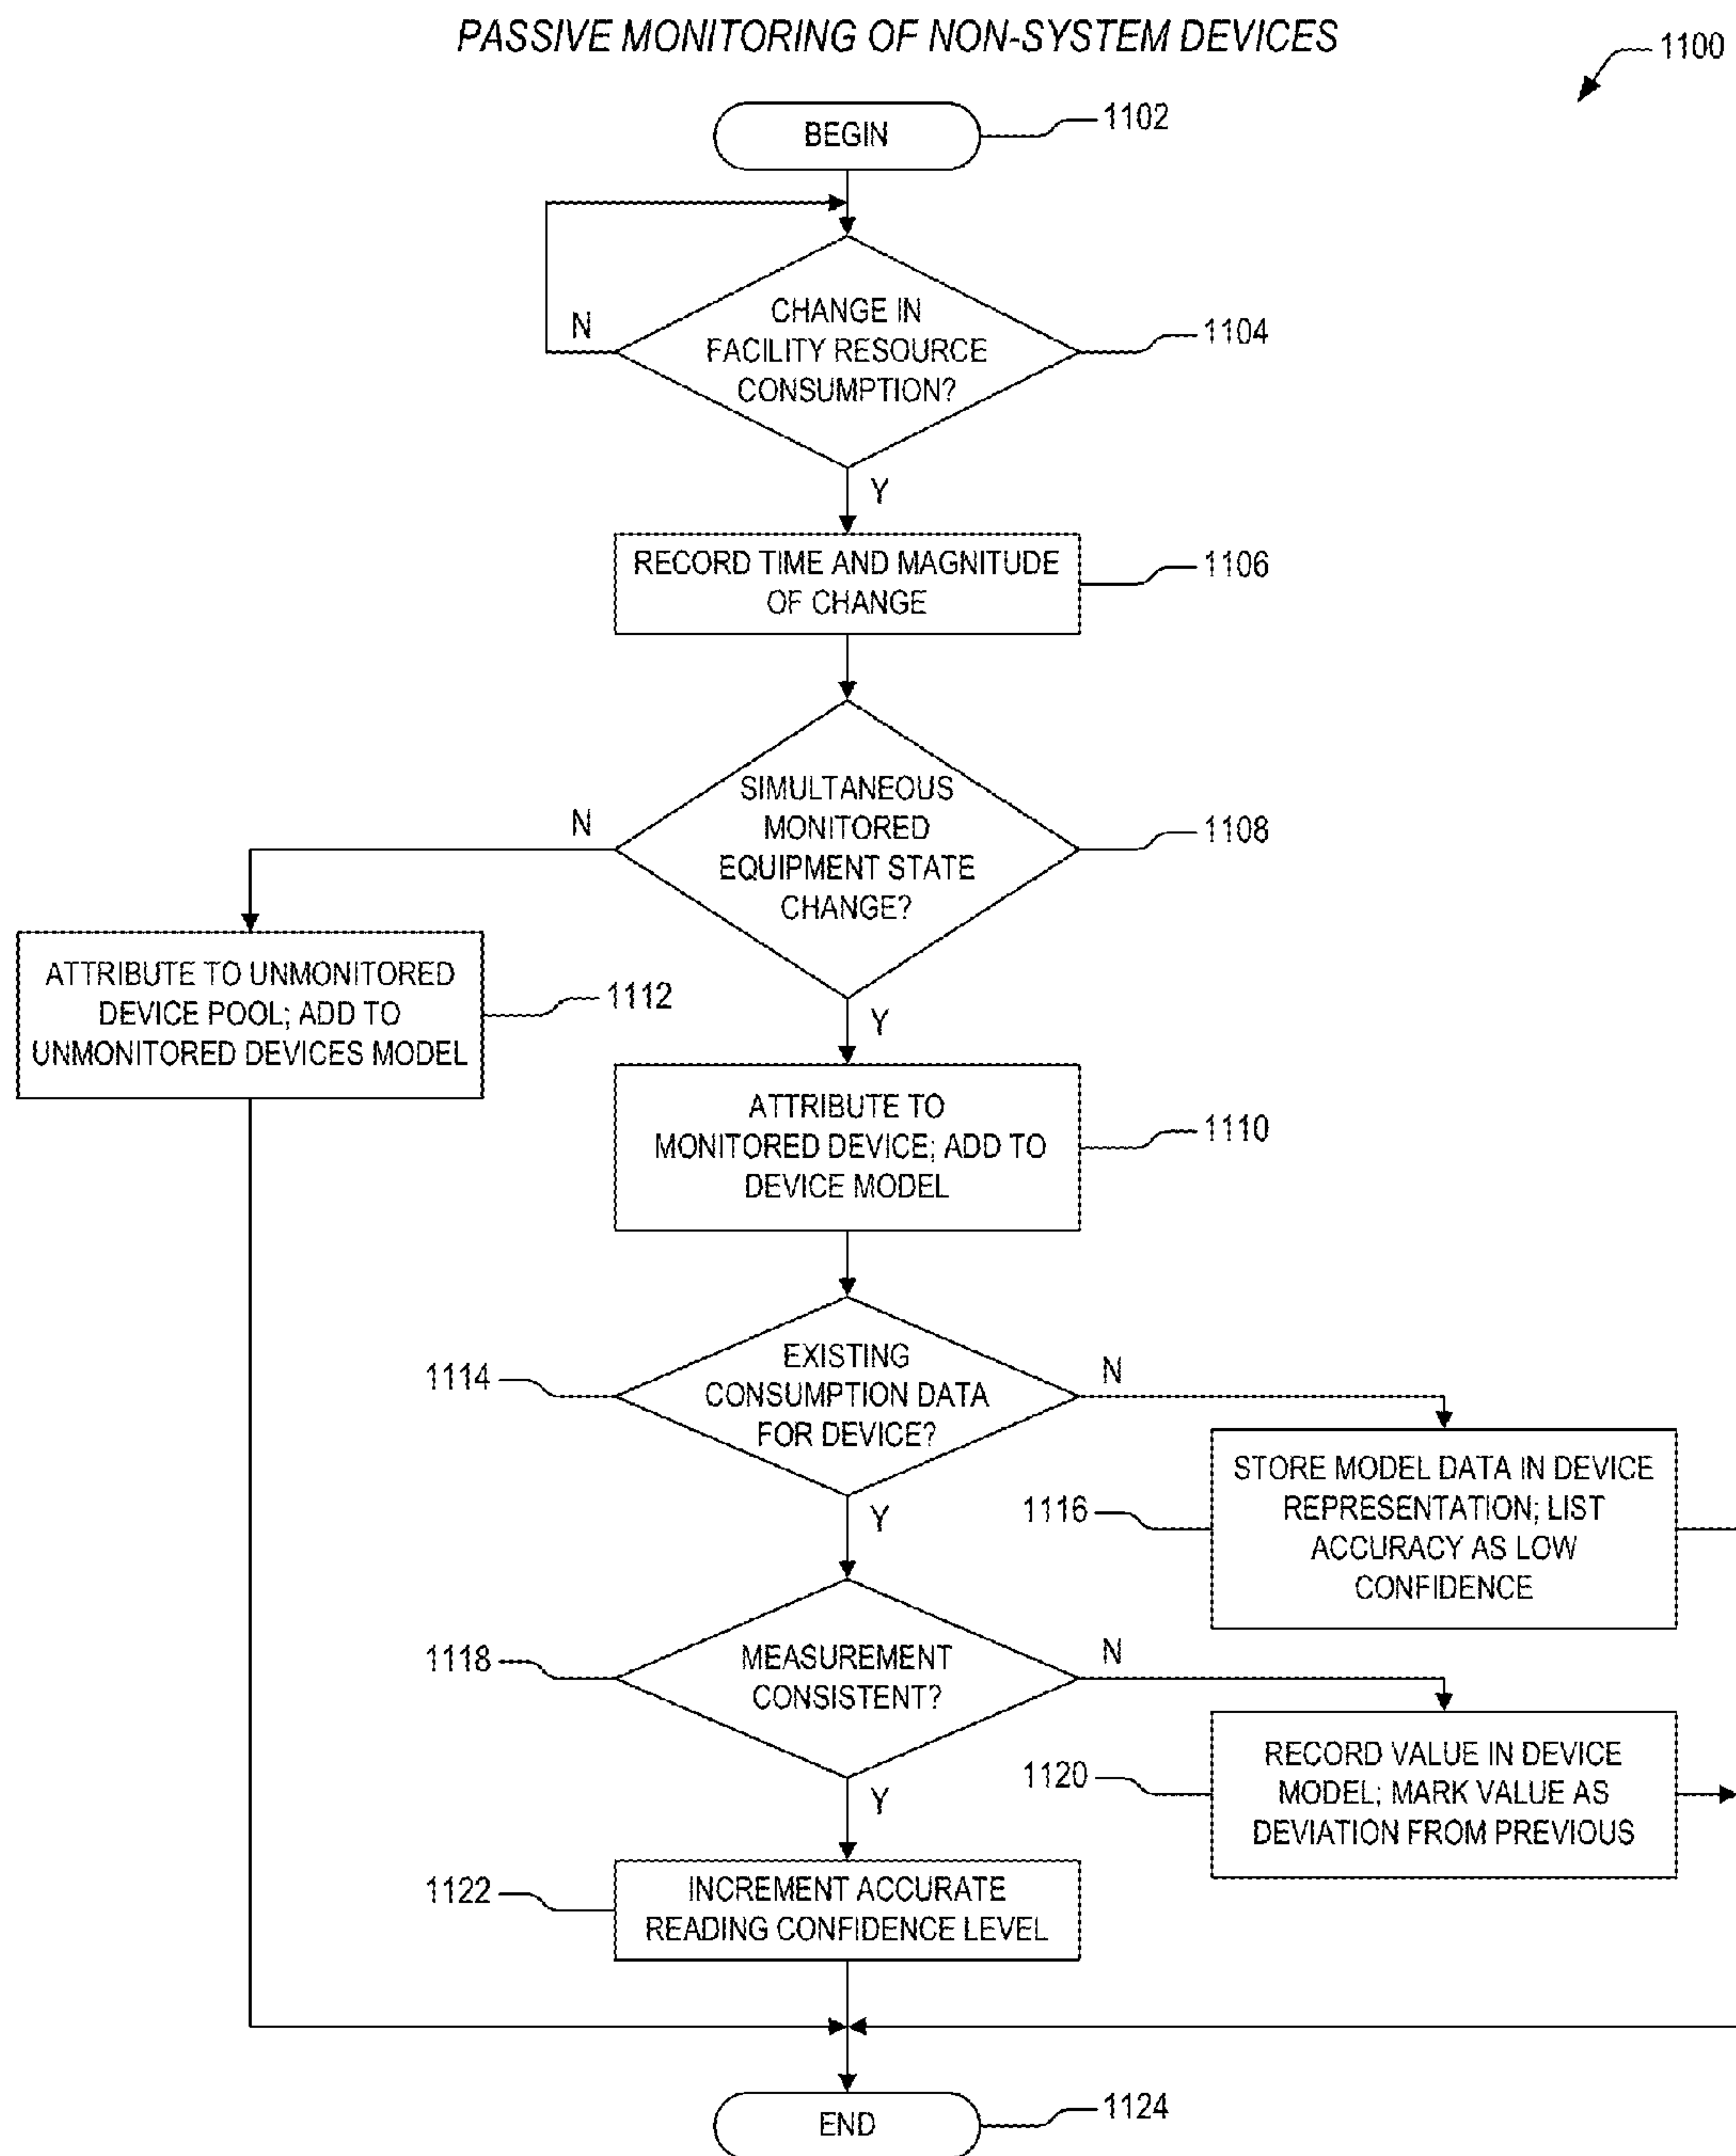 PASSIVE MONITORING OF NON-SYSTEM DEVICES
1100
BEGIN
1102
CHANGE IN
FACILITY RESOURCE
CONSUMPTION?
N
1104
Y
RECORD TIME AND MAGNITUDE
OF CHANGE
1106
SIMULTANEOUS
MONITORED
EQUIPMENT STATE
CHANGE?
N
1108
Y
ATTRIBUTE TO UNMONITORED
DEVICE POOL; ADD TO
UNMONITORED DEVICES MODEL
1112
ATTRIBUTE TO
MONITORED DEVICE; ADD TO
DEVICE MODEL
1110
1114
EXISTING
CONSUMPTION DATA
FOR DEVICE?
N
Y
1116
STORE MODEL DATA IN DEVICE
REPRESENTATION; LIST
ACCURACY AS LOW
CONFIDENCE
1118
MEASUREMENT
CONSISTENT?
N
Y
1120
RECORD VALUE IN DEVICE
MODEL; MARK VALUE AS
DEVIATION FROM PREVIOUS
1122
INCREMENT ACCURATE
READING CONFIDENCE LEVEL
END
1124